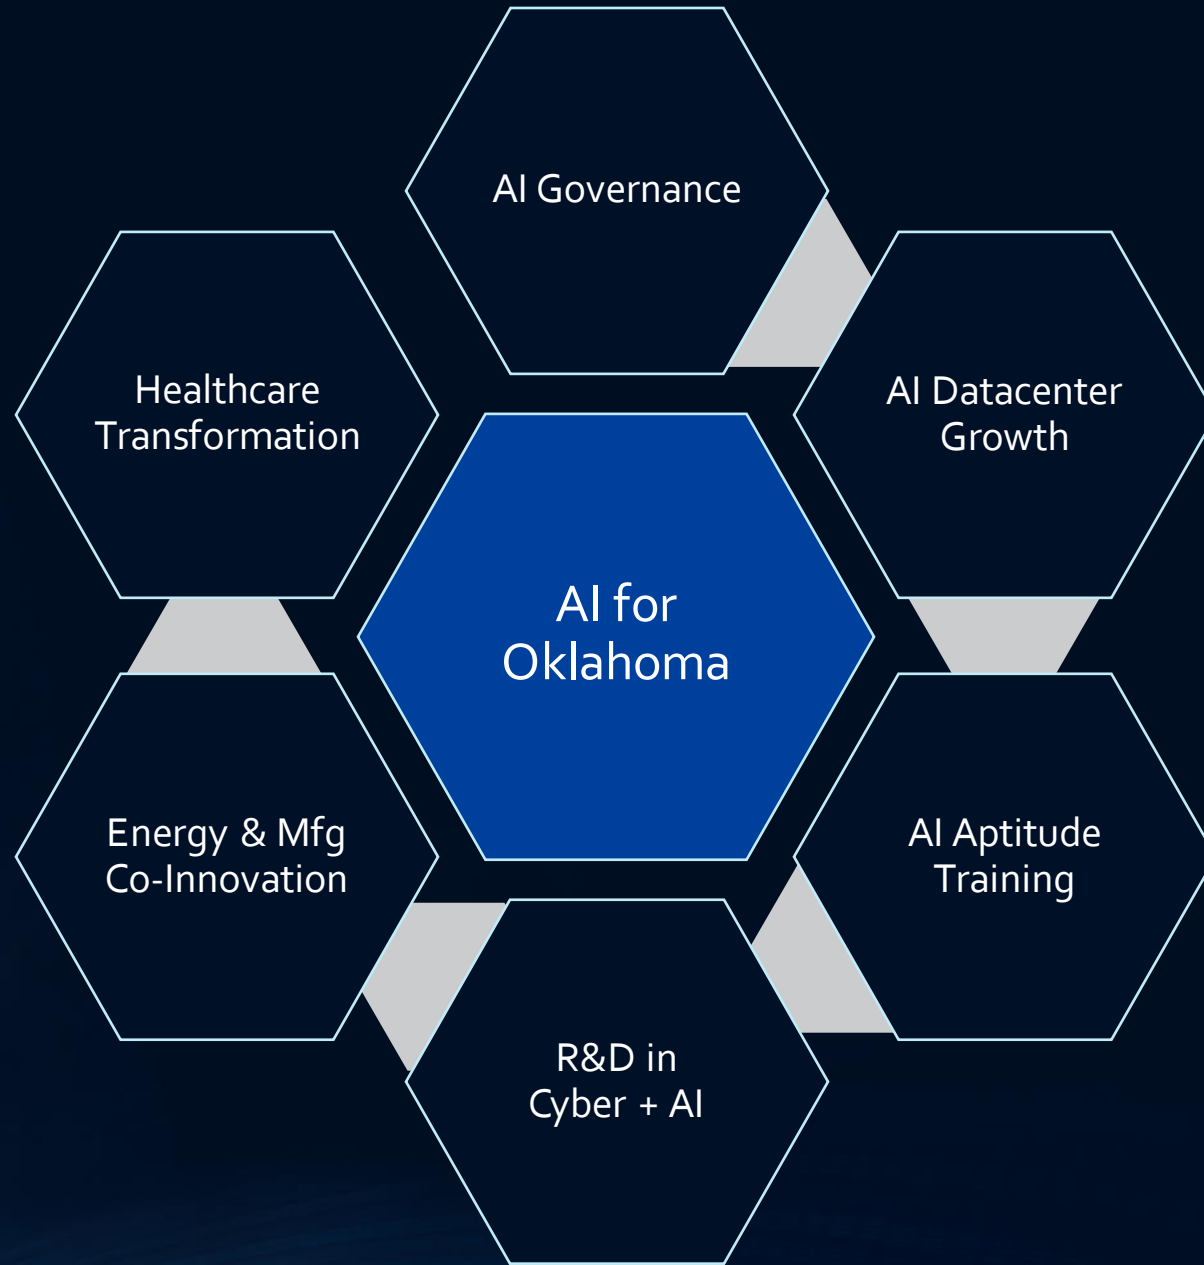 AI Governance
Healthcare
Transformation
AI Datacenter
Growth
AI for
Oklahoma
Energy & Mfg
Co-Innovation
AI Aptitude
Training
R&D in
Cyber + AI